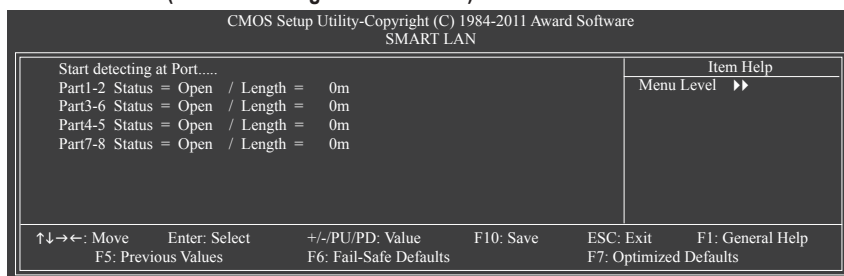 CMOS Setup Utility-Copyright (C) 1984-2011 Award Software
SMART LAN
Start detecting at Port.....
Part1-2 Status = Open / Length = 0m
Part3-6 Status = Open / Length = 0m
Part4-5 Status = Open / Length = 0m
Part7-8 Status = Open / Length = 0m
Item Help
Menu Level ▶▶
↑↓→←: Move Enter: Select +/-/PU/PD: Value F10: Save ESC: Exit F1: General Help
F5: Previous Values F6: Fail-Safe Defaults F7: Optimized Defaults